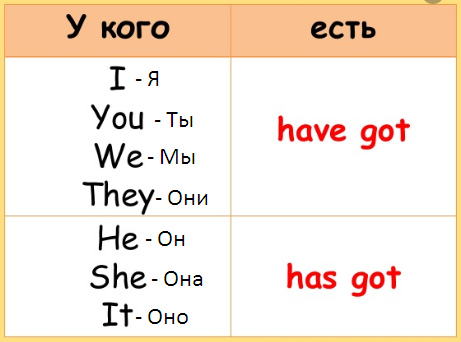 У кого есть
I - Я
You - Ты
We - Мы
They- Они
have got
He - Он
She - Она
It - Оно
has got